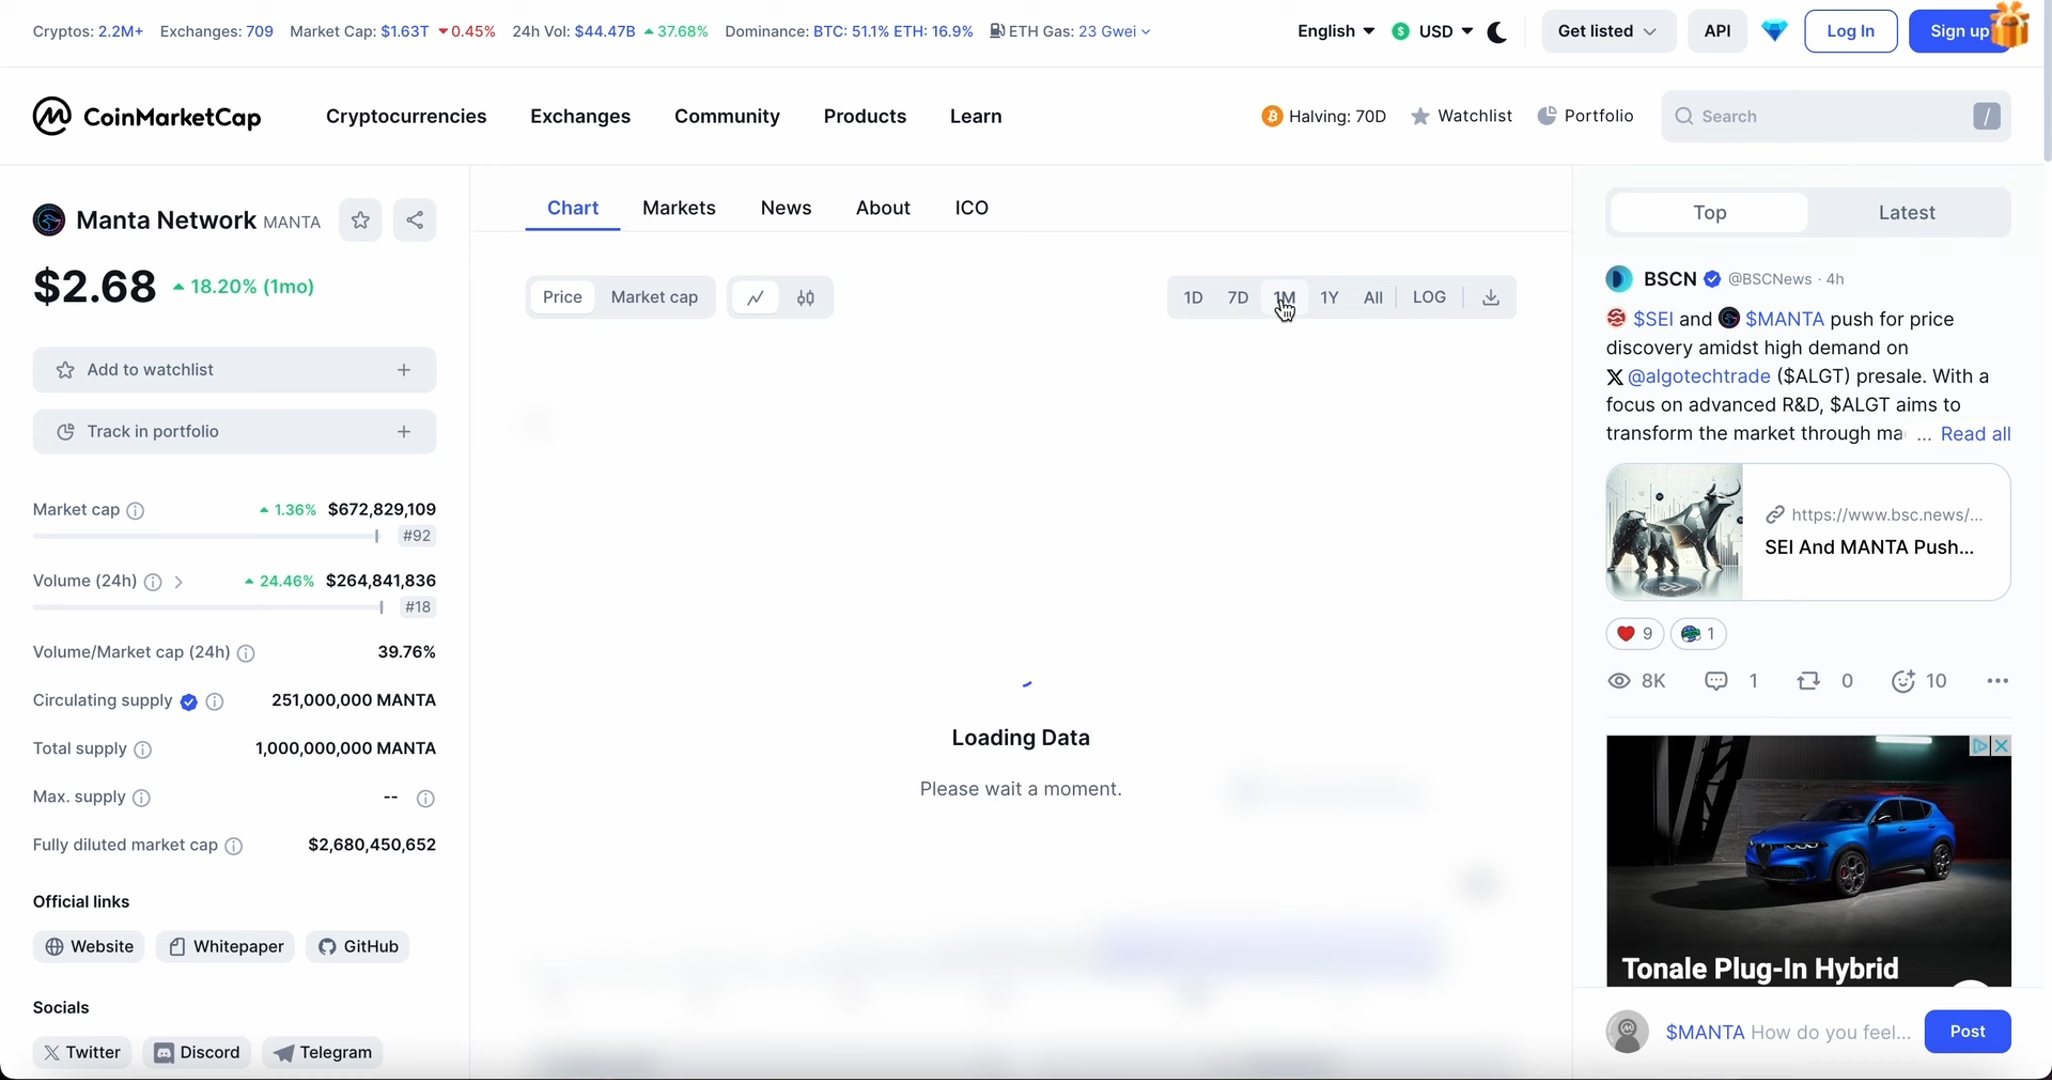 Cryptos: 2.2M+ Exchanges: 709 Market Cap: $1.63T 0.45% 24h Vol: $44.47B 37.68% Dominance: BTC: 51.1% ETH: 16.9% ETH Gas: 23 Gwei
English USD Get listed API Log In Sign up
CoinMarketCap Cryptocurrencies Exchanges Community Products Learn Halving: 70D Watchlist Portfolio Search /
Manta Network MANTA
$2.68 18.20% (1mo)
Add to watchlist +
Track in portfolio +
Market cap 1.36% $672,829,109
#92
Volume (24h) 24.46% $264,841,836
#18
Volume/Market cap (24h) 39.76%
Circulating supply 251,000,000 MANTA
Total supply 1,000,000,000 MANTA
Max. supply --
Fully diluted market cap $2,680,450,652
Official links
Website Whitepaper GitHub
Socials
Twitter Discord Telegram
Chart Markets News About ICO
Price Market cap 1D 7D 1M 1Y All LOG
Loading Data
Please wait a moment.
Top Latest
BSCN @BSCNews · 4h
$SEI and $MANTA push for price
discovery amidst high demand on
@algotechtrade ($ALGT) presale. With a
focus on advanced R&D, $ALGT aims to
transform the market through ma ... Read all
https://www.bsc.news/...
SEI And MANTA Push...
9 1
8K 1 0 10
Tonale Plug-In Hybrid
$MANTA How do you feel... Post